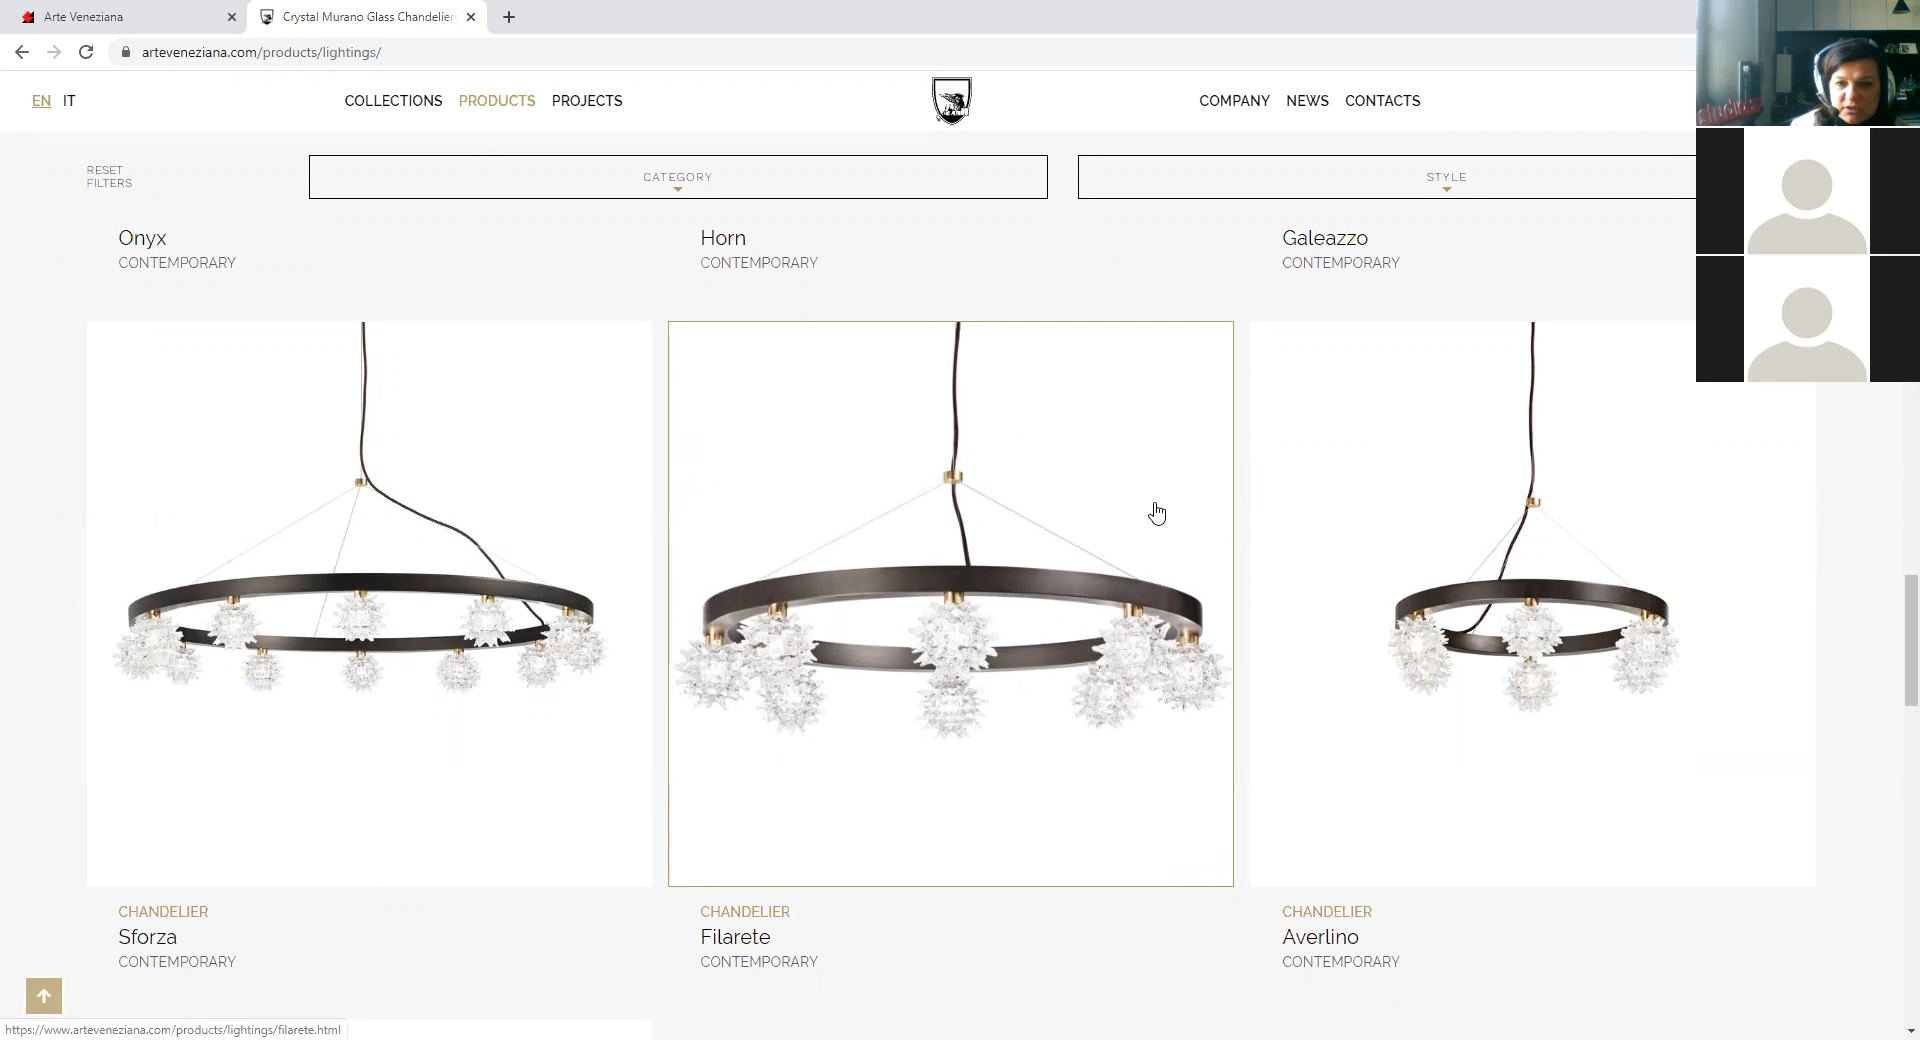 Arte Veneziana
Crystal Murano Glass Chandeliers
arteveneziana.com/products/lightings/
EN IT COLLECTIONS PRODUCTS PROJECTS COMPANY NEWS CONTACTS
RESET
FILTERS
CATEGORY
STYLE
Onyx
CONTEMPORARY
Horn
CONTEMPORARY
Galeazzo
CONTEMPORARY
CHANDELIER
Sforza
CONTEMPORARY
CHANDELIER
Filarete
CONTEMPORARY
CHANDELIER
Averlino
CONTEMPORARY
https://www.arteveneziana.com/products/lightings/filarete.html